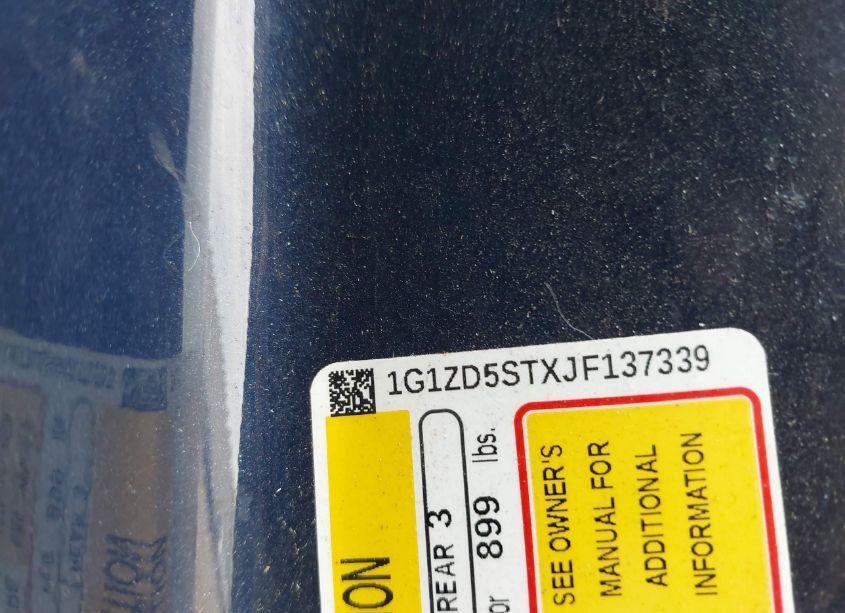 1G1ZD5STXJF137339
ON
REAR 3
or 899 lbs.
SEE OWNER'S
MANUAL FOR
ADDITIONAL
INFORMATION